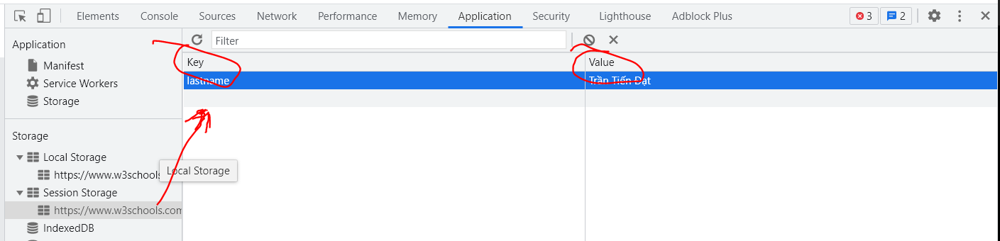 Elements Console Sources Network Performance Memory Application Security Lighthouse Adblock Plus 3 2
Application
Filter
Manifest
Service Workers
Storage
Key Value
lastname Trần Tiến Đạt
Storage
Local Storage
https://www.w3schools
Local Storage
Session Storage
https://www.w3schools.com
IndexedDB